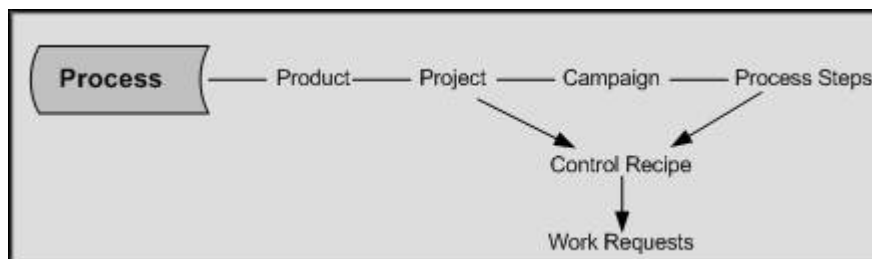 Process Product Project Campaign Process Steps
Control Recipe
Work Requests